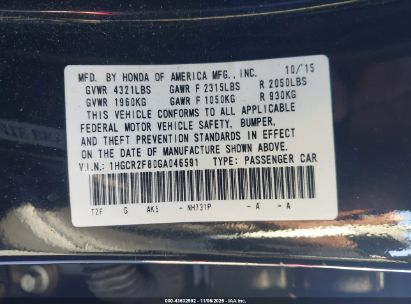 MFD. BY HONDA OF AMERICA MFG., INC. 10/15
GVWR 4321LBS GAWR F 2315LBS R 2050LBS
GVWR 1960KG GAWR F 1050KG R 930KG
THIS VEHICLE CONFORMS TO ALL APPLICABLE
FEDERAL MOTOR VEHICLE SAFETY, BUMPER,
AND THEFT PREVENTION STANDARDS IN EFFECT
ON THE DATE OF MANUFACTURE SHOWN ABOVE.
V.I.N.: 1HGCR2F80GA046591 TYPE: PASSENGER CAR
T2F G AK5 - NH731P - A - A